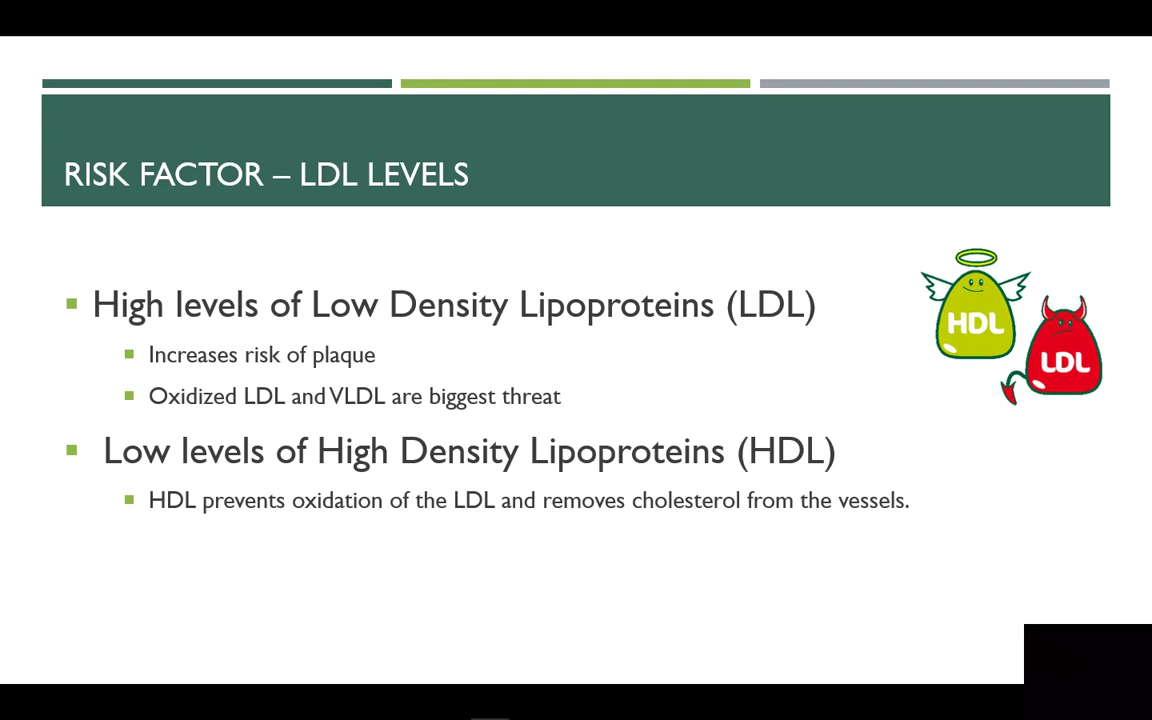 RISK FACTOR – LDL LEVELS
▪ High levels of Low Density Lipoproteins (LDL)
▪ Increases risk of plaque
▪ Oxidized LDL and VLDL are biggest threat
▪ Low levels of High Density Lipoproteins (HDL)
▪ HDL prevents oxidation of the LDL and removes cholesterol from the vessels.
HDL
LDL